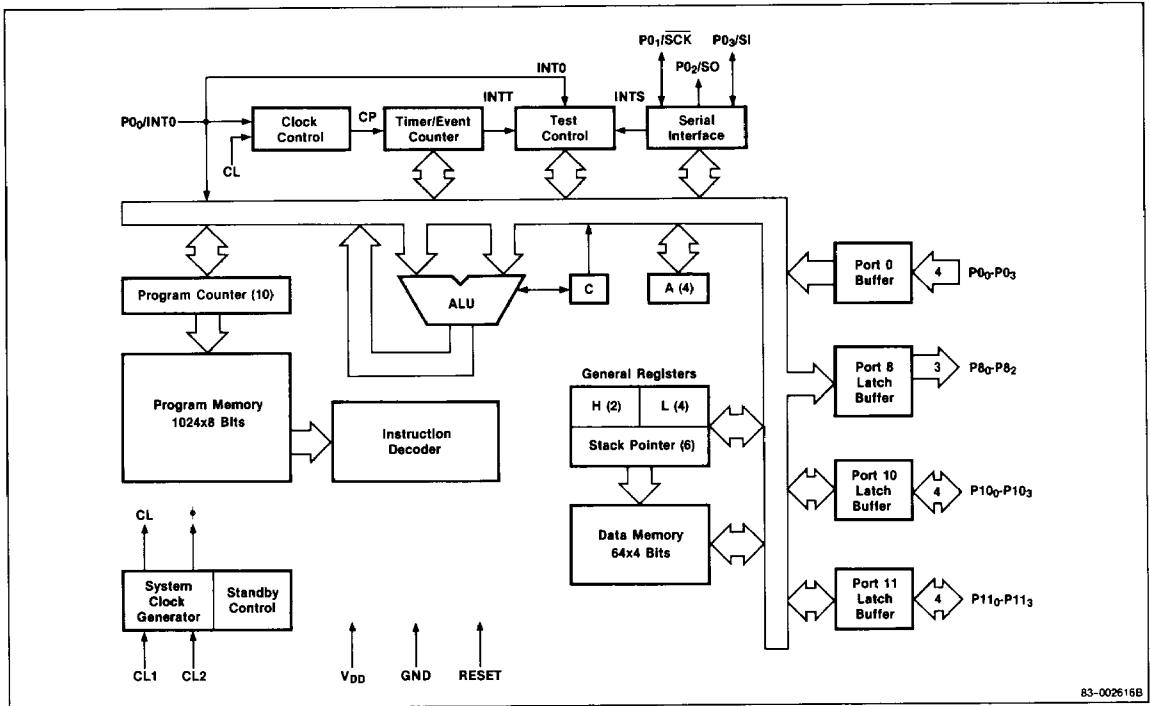 P0₁/SCK̅ P0₃/SI
P0₂/SO
INT0
P0₀/INT0
Clock
Control
CP
Timer/Event
Counter
INTT
Test
Control
INTS
Serial
Interface
CL
Program Counter (10)
ALU
C
A (4)
Port 0
Buffer
4
P0₀-P0₃
Program Memory
1024x8 Bits
Instruction
Decoder
General Registers
H (2)
L (4)
Stack Pointer (6)
Port 8
Latch
Buffer
3
P8₀-P8₂
Data Memory
64x4 Bits
Port 10
Latch
Buffer
4
P10₀-P10₃
CL
ϕ
System
Clock
Generator
Standby
Control
Port 11
Latch
Buffer
4
P11₀-P11₃
CL1
CL2
V_DD
GND
RESET
83-002616B